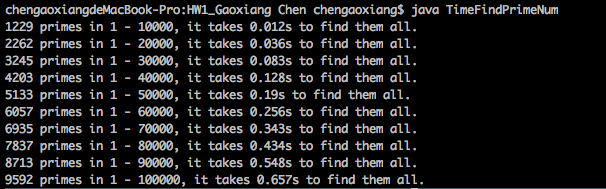 chengaoxiangdeMacBook-Pro:HW1_Gaoxiang Chen chengaoxiang$ java TimeFindPrimeNum
1229 primes in 1 - 10000, it takes 0.012s to find them all.
2262 primes in 1 - 20000, it takes 0.036s to find them all.
3245 primes in 1 - 30000, it takes 0.083s to find them all.
4203 primes in 1 - 40000, it takes 0.128s to find them all.
5133 primes in 1 - 50000, it takes 0.19s to find them all.
6057 primes in 1 - 60000, it takes 0.256s to find them all.
6935 primes in 1 - 70000, it takes 0.343s to find them all.
7837 primes in 1 - 80000, it takes 0.434s to find them all.
8713 primes in 1 - 90000, it takes 0.548s to find them all.
9592 primes in 1 - 100000, it takes 0.657s to find them all.